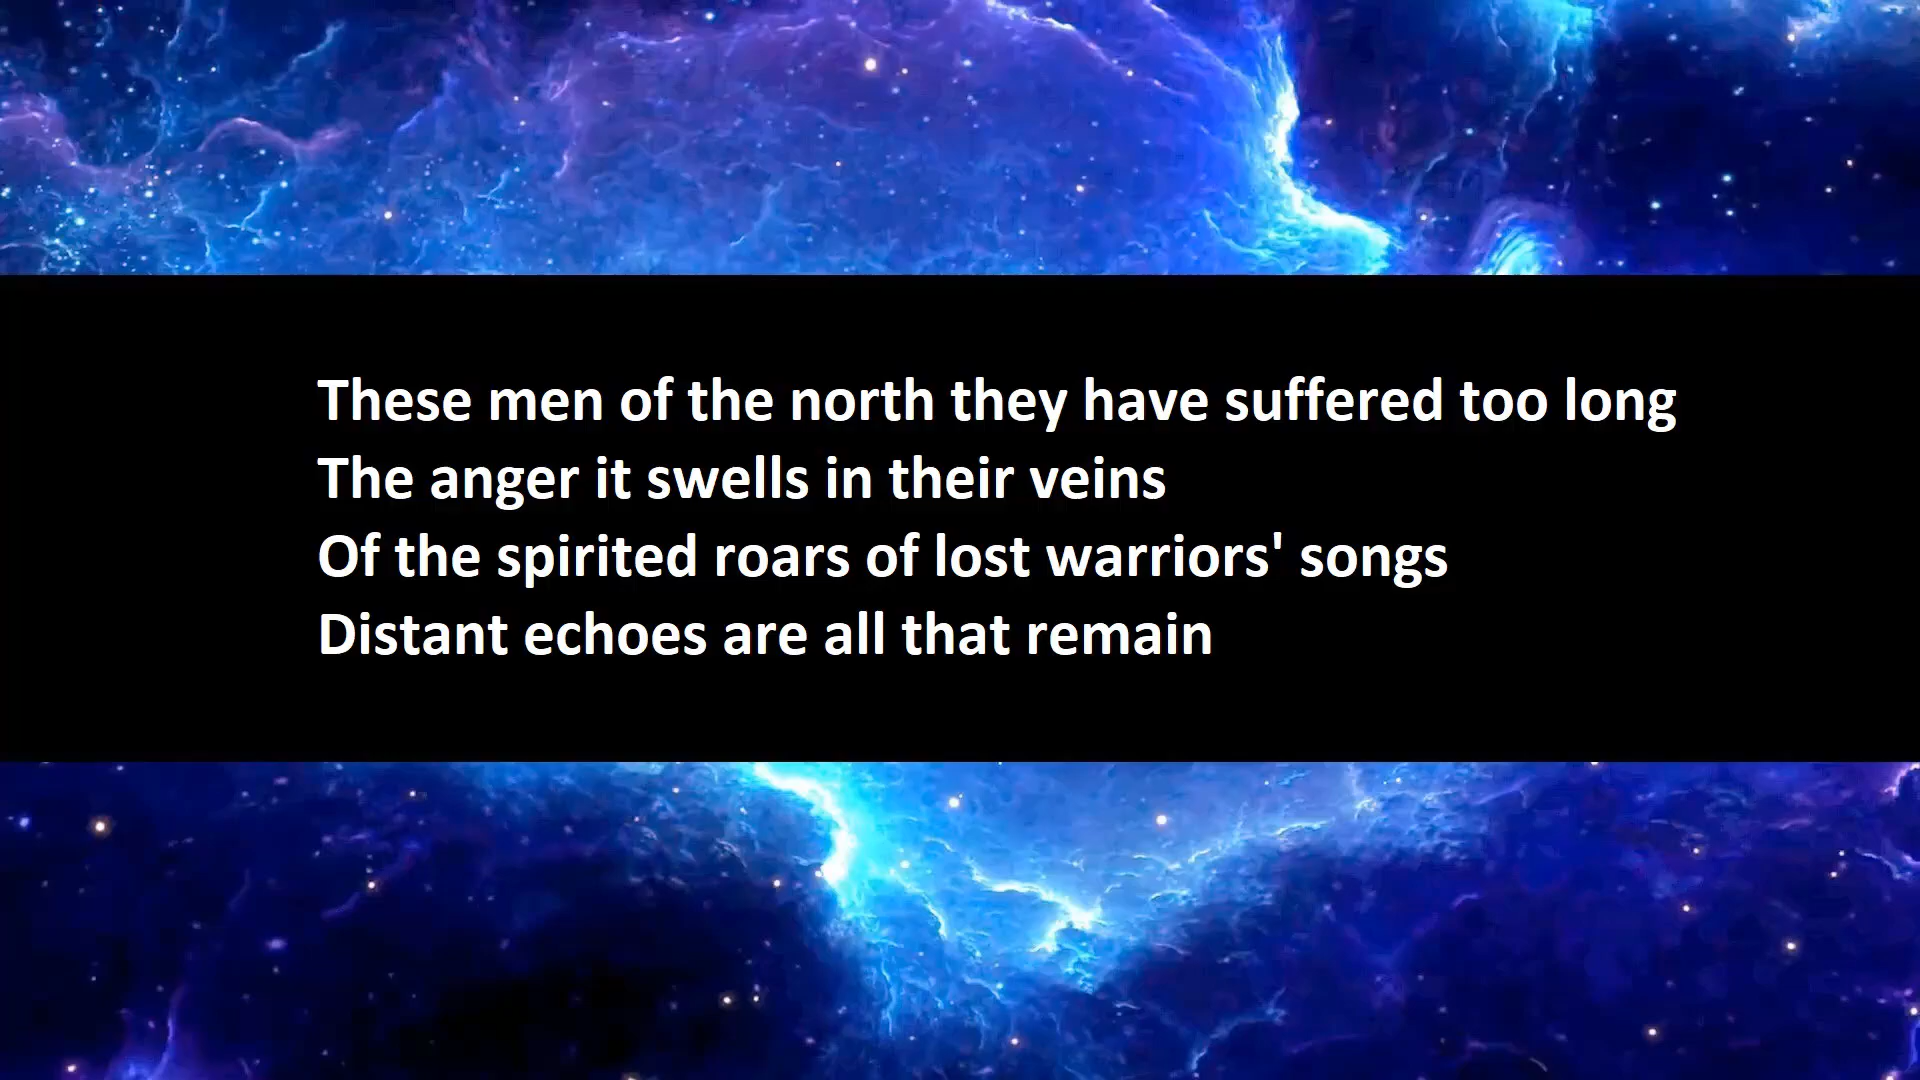 These men of the north they have suffered too long
The anger it swells in their veins
Of the spirited roars of lost warriors' songs
Distant echoes are all that remain